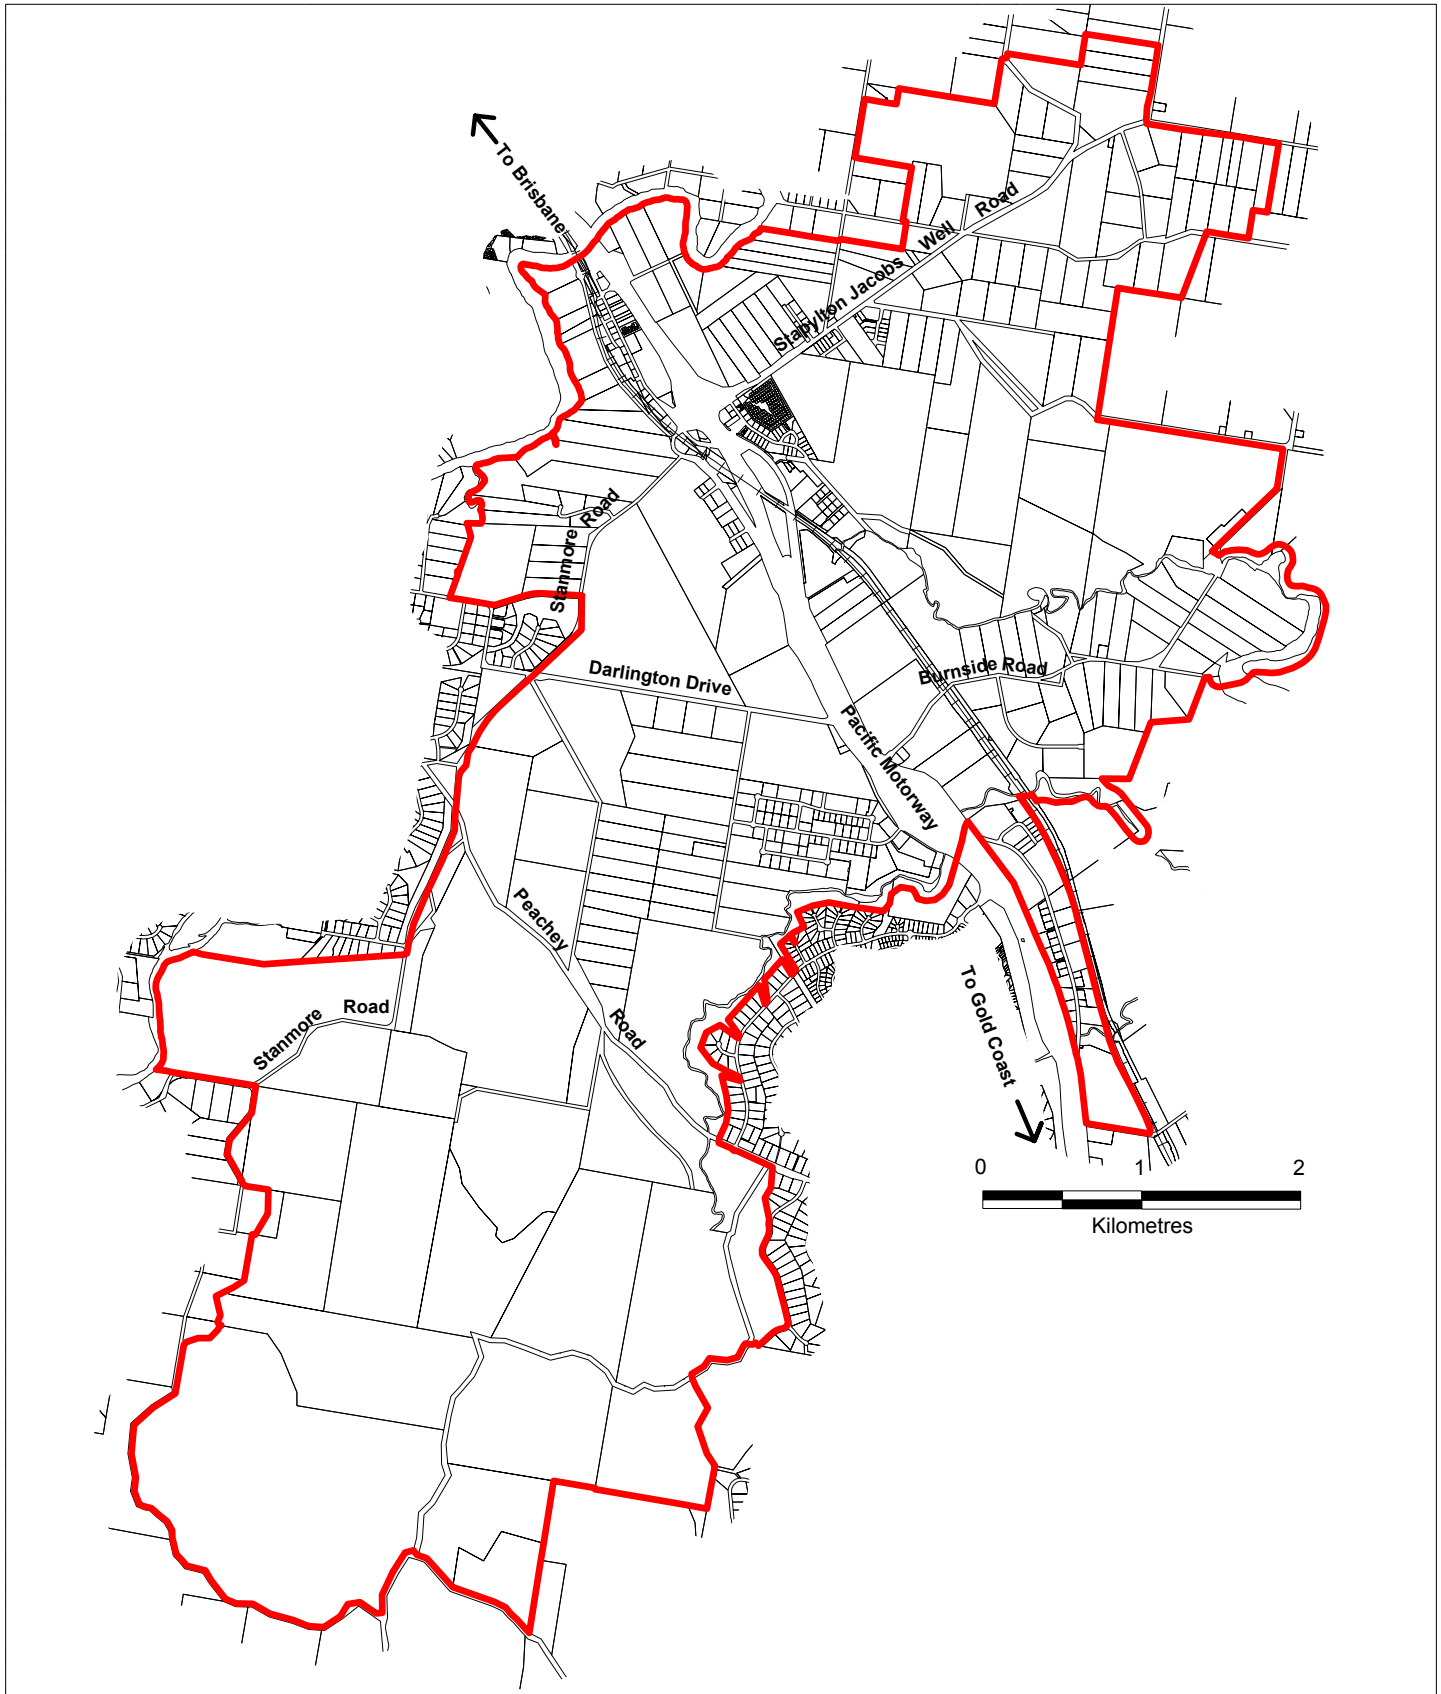 To Brisbane
Stapylton Jacobs Well Road
Stanmore Road
Darlington Drive
Burnside Road
Pacific Motorway
Peachey Road
Stanmore Road
To Gold Coast
0 1 2
Kilometres